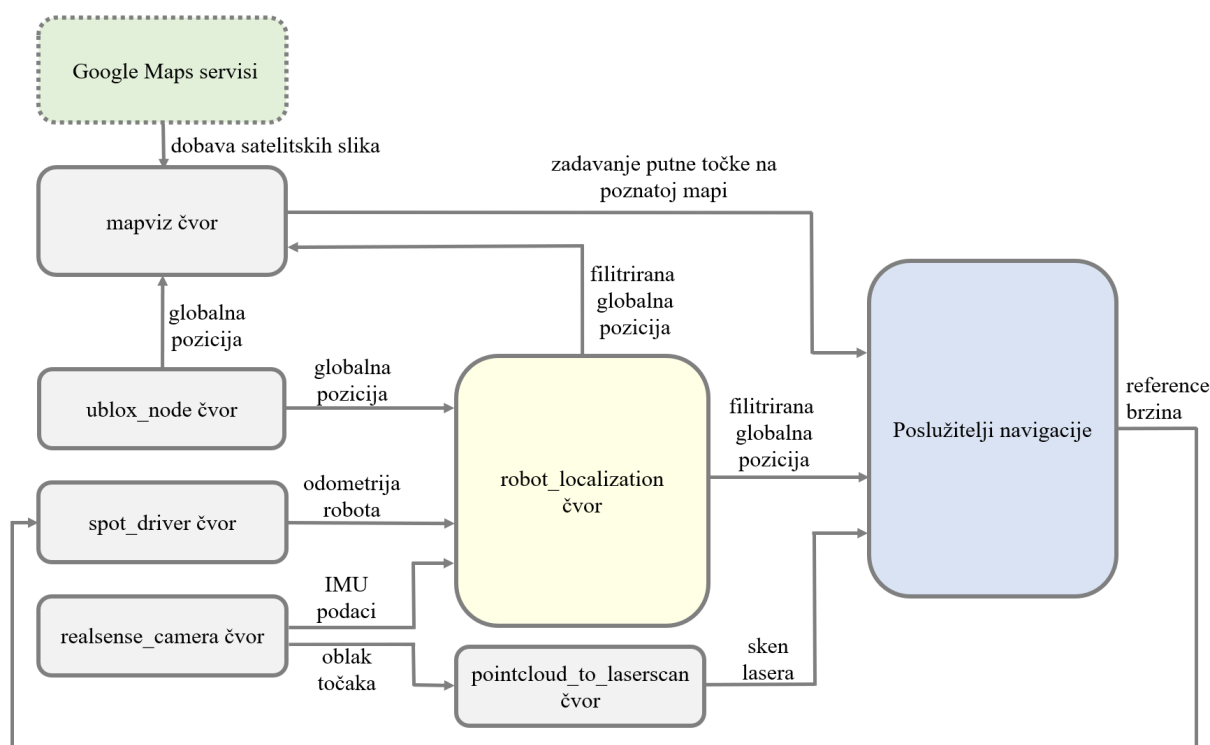 Google Maps servisi
dobava satelitskih slika
zadavanje putne točke na
poznatoj mapi
mapviz čvor
filitrirana
globalna
pozicija
globalna
pozicija
globalna
pozicija
ublox_node čvor
filitrirana
globalna
pozicija
reference
brzina
Poslužitelji navigacije
robot_localization
čvor
odometrija
robota
spot_driver čvor
IMU
podaci
realsense_camera čvor
oblak
točaka
pointcloud_to_laserscan
čvor
sken
lasera